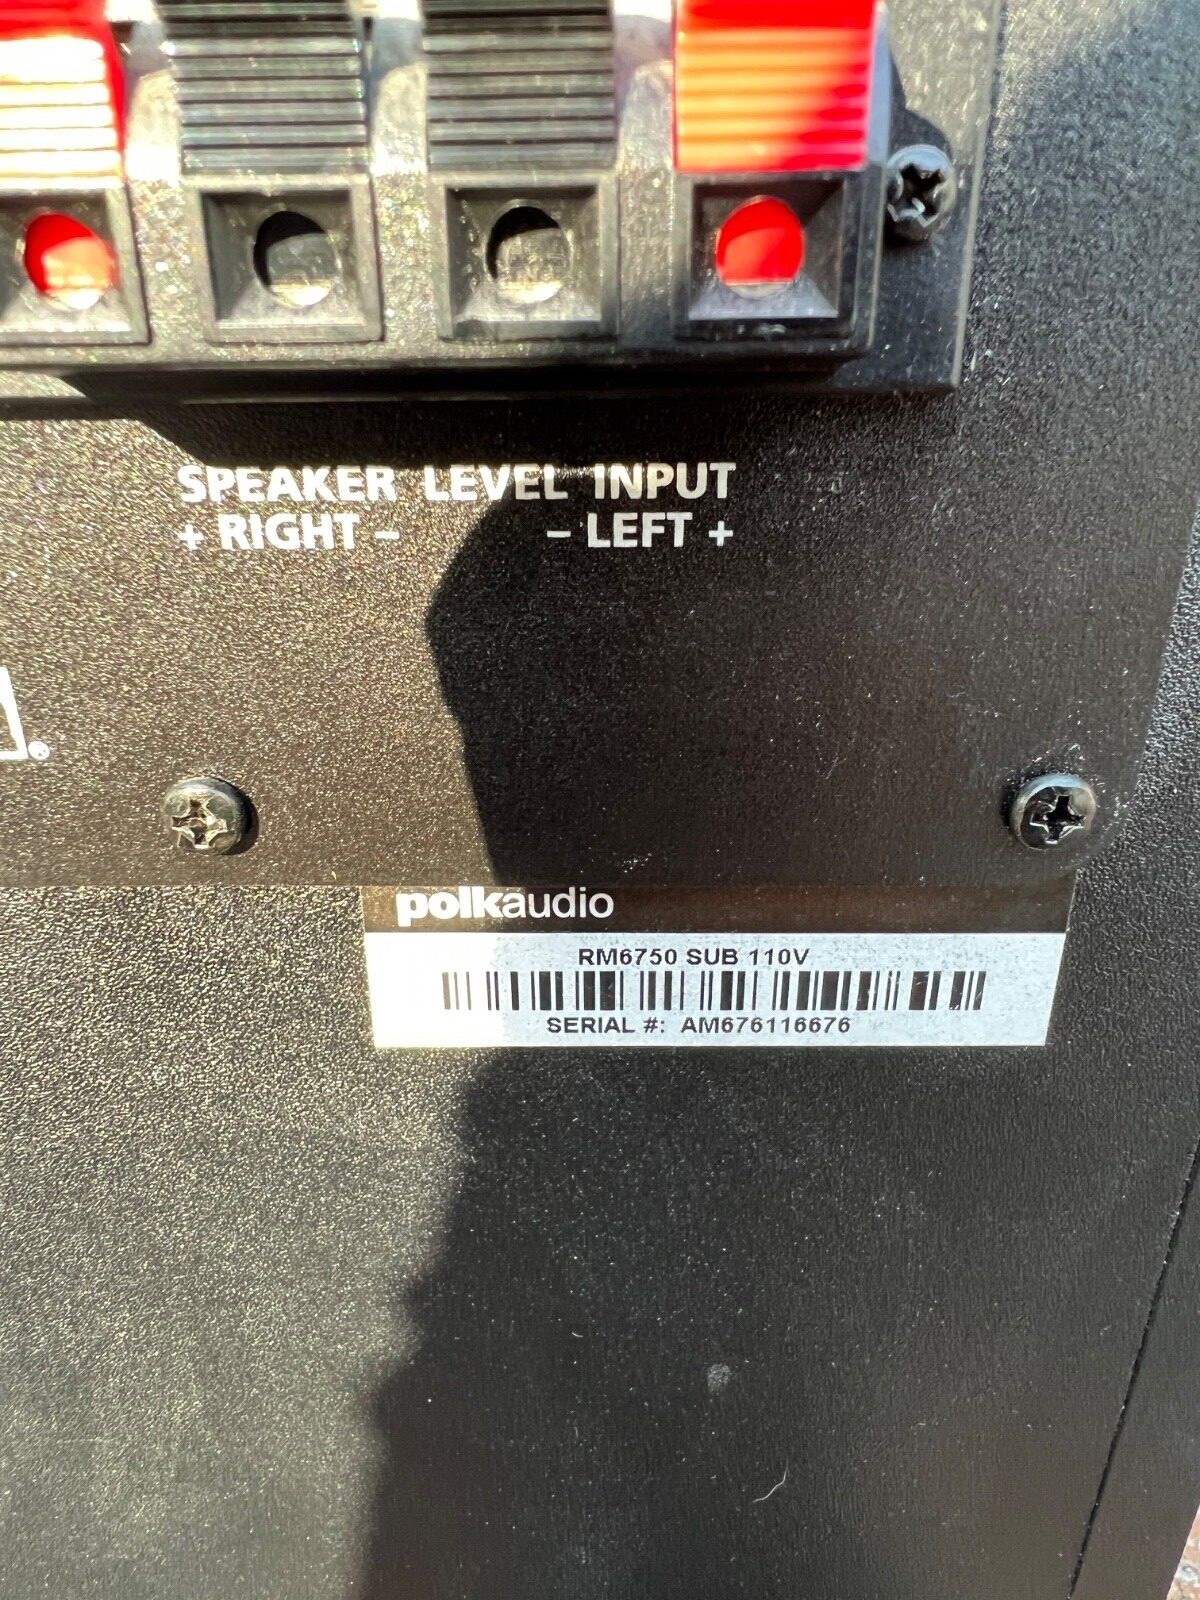 SPEAKER LEVEL INPUT
+ RIGHT – – LEFT +
®
polkaudio
RM6750 SUB 110V
SERIAL #: AM676116676